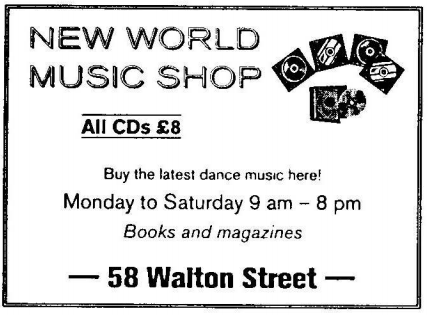 NEW WORLD
MUSIC SHOP
All CDs £8
Buy the latest dance music here!
Monday to Saturday 9 am – 8 pm
Books and magazines
— 58 Walton Street —